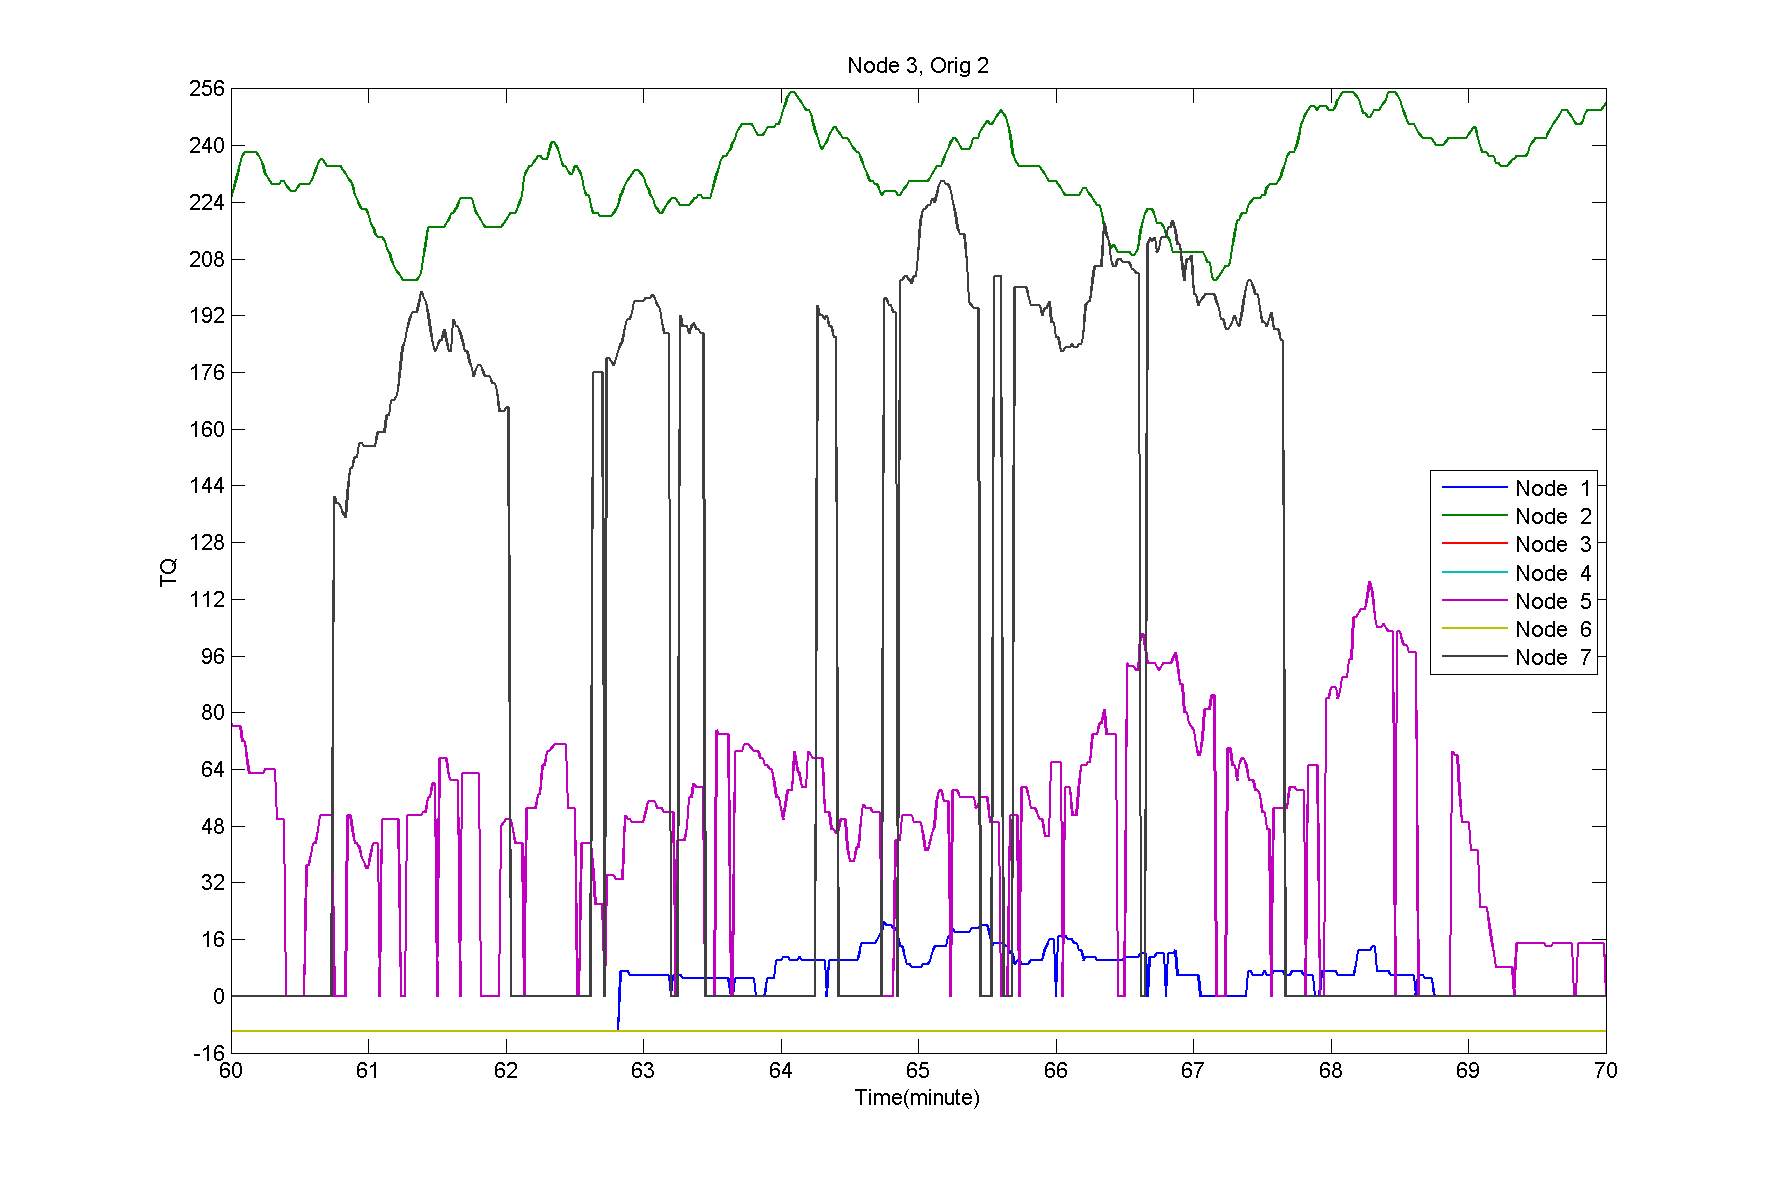 Node 3, Orig 2
256
240
224
208
192
176
160
144
128
112
96
80
64
48
32
16
0
-16
TQ
60 61 62 63 64 65 66 67 68 69 70
Time(minute)
Node 1
Node 2
Node 3
Node 4
Node 5
Node 6
Node 7